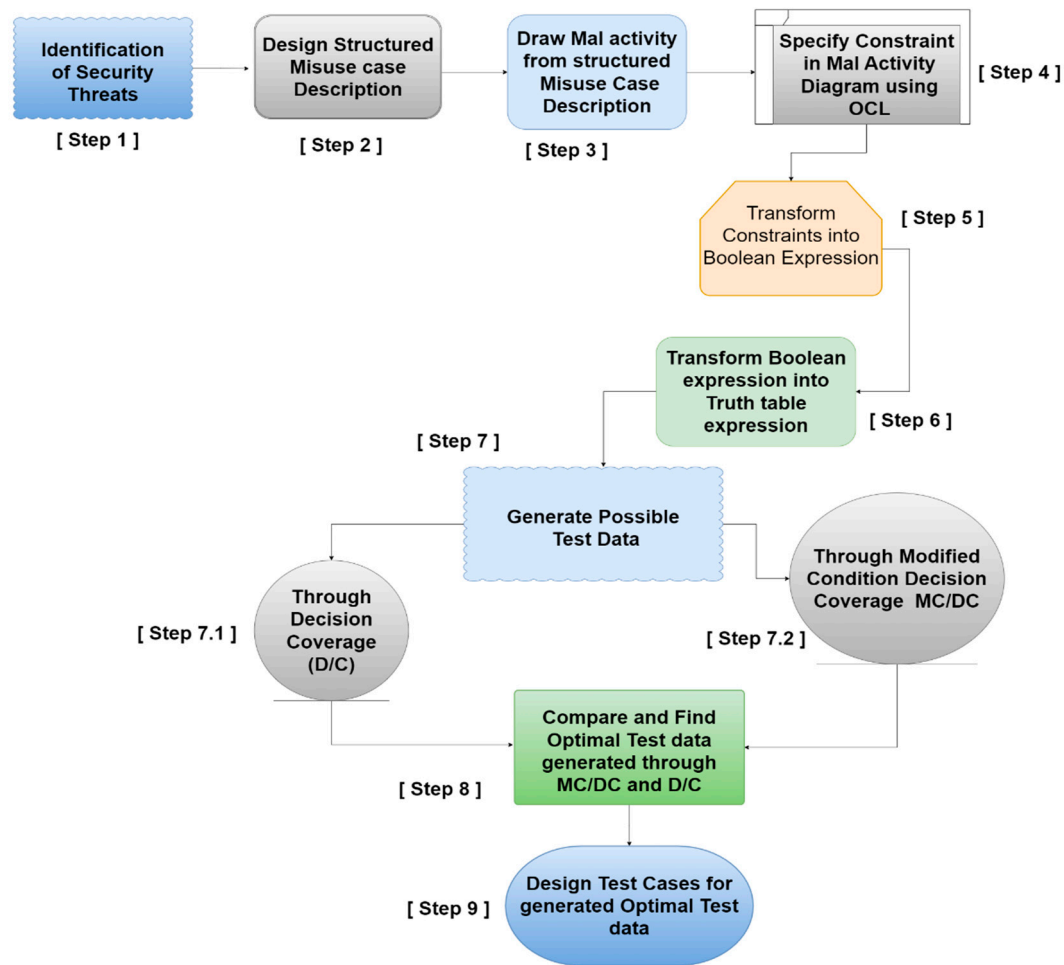 Identification
of Security
Threats
[ Step 1 ]
Design Structured
Misuse case
Description
[ Step 2 ]
Draw Mal activity
from structured
Misuse Case
Description
[ Step 3 ]
Specify Constraint
in Mal Activity
Diagram using
OCL
[ Step 4 ]
Transform
Constraints into
Boolean Expression
[ Step 5 ]
Transform Boolean
expression into
Truth table
expression
[ Step 6 ]
[ Step 7 ]
Generate Possible
Test Data
Through
Decision
Coverage
(D/C)
[ Step 7.1 ]
Through Modified
Condition Decision
Coverage MC/DC
[ Step 7.2 ]
Compare and Find
Optimal Test data
generated through
MC/DC and D/C
[ Step 8 ]
Design Test Cases for
generated Optimal Test
data
[ Step 9 ]